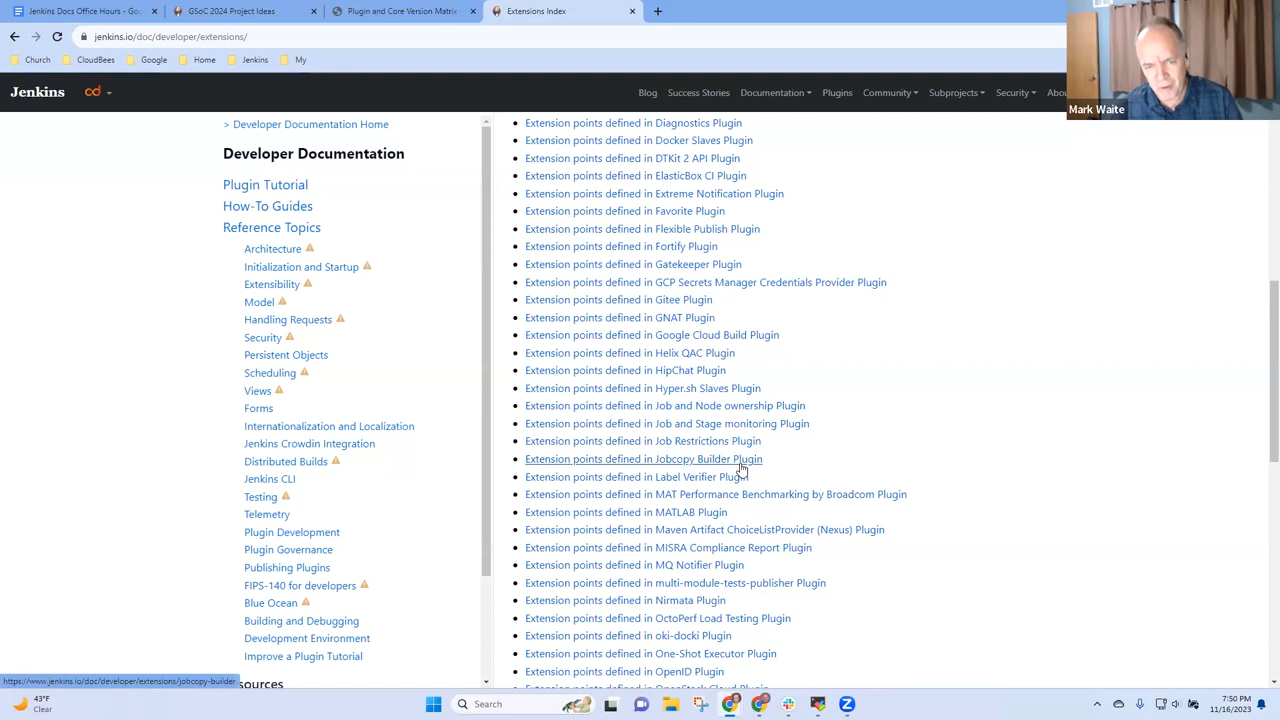 Jenkins Docs Office Hours - Go
GSoC 2024 Project Ideas
Plugin and Core Version Matrix
Extensions Index
jenkins.io/doc/developer/extensions/
Church
CloudBees
Google
Home
Jenkins
My
Jenkins
cd
Blog
Success Stories
Documentation
Plugins
Community
Subprojects
Security
Abou
Mark Waite
> Developer Documentation Home
Developer Documentation
Plugin Tutorial
How-To Guides
Reference Topics
Architecture
Initialization and Startup
Extensibility
Model
Handling Requests
Security
Persistent Objects
Scheduling
Views
Forms
Internationalization and Localization
Jenkins Crowdin Integration
Distributed Builds
Jenkins CLI
Testing
Telemetry
Plugin Development
Plugin Governance
Publishing Plugins
FIPS-140 for developers
Blue Ocean
Building and Debugging
Development Environment
Improve a Plugin Tutorial
esources
Extension points defined in Diagnostics Plugin
Extension points defined in Docker Slaves Plugin
Extension points defined in DTKit 2 API Plugin
Extension points defined in ElasticBox CI Plugin
Extension points defined in Extreme Notification Plugin
Extension points defined in Favorite Plugin
Extension points defined in Flexible Publish Plugin
Extension points defined in Fortify Plugin
Extension points defined in Gatekeeper Plugin
Extension points defined in GCP Secrets Manager Credentials Provider Plugin
Extension points defined in Gitee Plugin
Extension points defined in GNAT Plugin
Extension points defined in Google Cloud Build Plugin
Extension points defined in Helix QAC Plugin
Extension points defined in HipChat Plugin
Extension points defined in Hyper.sh Slaves Plugin
Extension points defined in Job and Node ownership Plugin
Extension points defined in Job and Stage monitoring Plugin
Extension points defined in Job Restrictions Plugin
Extension points defined in Jobcopy Builder Plugin
Extension points defined in Label Verifier Plugin
Extension points defined in MAT Performance Benchmarking by Broadcom Plugin
Extension points defined in MATLAB Plugin
Extension points defined in Maven Artifact ChoiceListProvider (Nexus) Plugin
Extension points defined in MISRA Compliance Report Plugin
Extension points defined in MQ Notifier Plugin
Extension points defined in multi-module-tests-publisher Plugin
Extension points defined in Nirmata Plugin
Extension points defined in OctoPerf Load Testing Plugin
Extension points defined in oki-docki Plugin
Extension points defined in One-Shot Executor Plugin
Extension points defined in OpenID Plugin
Extension points defined in OpenStack Cloud Plugin
https://www.jenkins.io/doc/developer/extensions/jobcopy-builder
43°F
Clear
Search
7:50 PM
11/16/2023